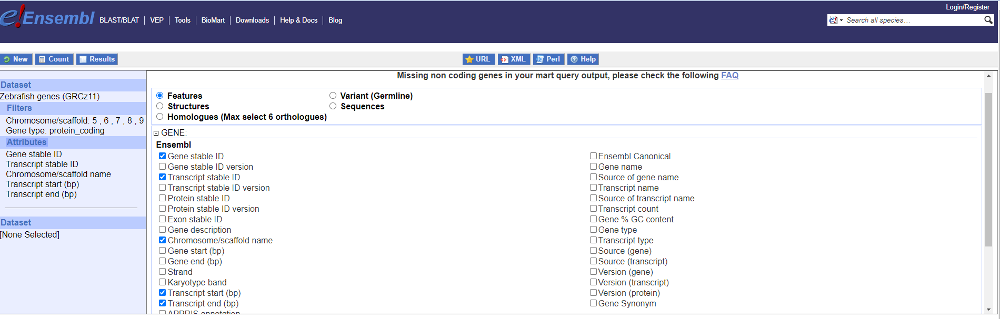 Login/Register
e!Ensembl BLAST/BLAT VEP Tools BioMart Downloads Help & Docs Blog
Search all species…
New Count Results URL XML Perl Help
Dataset
Zebrafish genes (GRCz11)
Filters
Chromosome/scaffold: 5 , 6 , 7 , 8 , 9
Gene type: protein_coding
Attributes
Gene stable ID
Transcript stable ID
Chromosome/scaffold name
Transcript start (bp)
Transcript end (bp)
Dataset
[None Selected]
Missing non coding genes in your mart query output, please check the following FAQ
Features
Structures
Homologues (Max select 6 orthologues)
Variant (Germline)
Sequences
GENE:
Ensembl
Gene stable ID
Gene stable ID version
Transcript stable ID
Transcript stable ID version
Protein stable ID
Protein stable ID version
Exon stable ID
Gene description
Chromosome/scaffold name
Gene start (bp)
Gene end (bp)
Strand
Karyotype band
Transcript start (bp)
Transcript end (bp)
APPRIS annotation
Ensembl Canonical
Gene name
Source of gene name
Transcript name
Source of transcript name
Transcript count
Gene % GC content
Gene type
Transcript type
Source (gene)
Source (transcript)
Version (gene)
Version (transcript)
Version (protein)
Gene Synonym